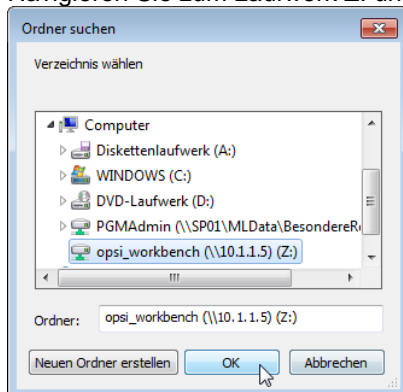 Ordner suchen
Verzeichnis wählen
Computer
Diskettenlaufwerk (A:)
WINDOWS (C:)
DVD-Laufwerk (D:)
PGMAdmin (\\SP01\MLData\BesondereR
opsi_workbench (\\10.1.1.5) (Z:)
Ordner: opsi_workbench (\\10.1.1.5) (Z:)
Neuen Ordner erstellen OK Abbrechen